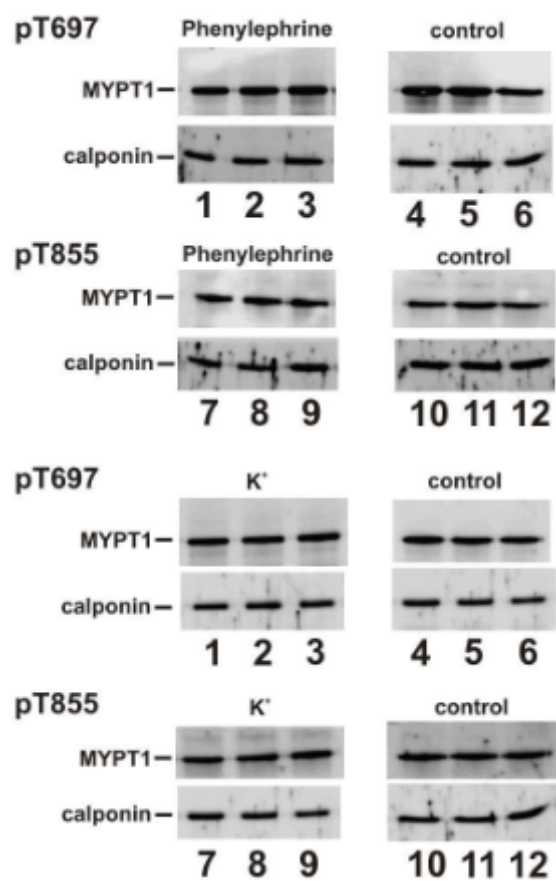 pT697 Phenylephrine control
MYPT1
calponin
1 2 3 4 5 6
pT855 Phenylephrine control
MYPT1
calponin
7 8 9 10 11 12
pT697 K⁺ control
MYPT1
calponin
1 2 3 4 5 6
pT855 K⁺ control
MYPT1
calponin
7 8 9 10 11 12